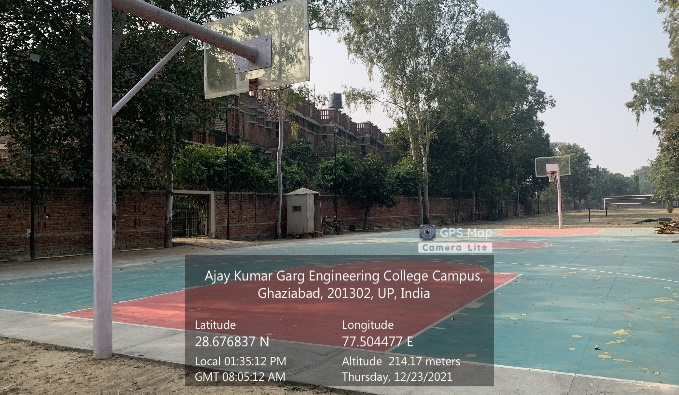 GPS Map
Camera Lite
Ajay Kumar Garg Engineering College Campus,
Ghaziabad, 201302, UP, India
Latitude
28.676837 N
Longitude
77.504477 E
Local 01:35:12 PM
Altitude 214.17 meters
GMT 08:05:12 AM
Thursday, 12/23/2021